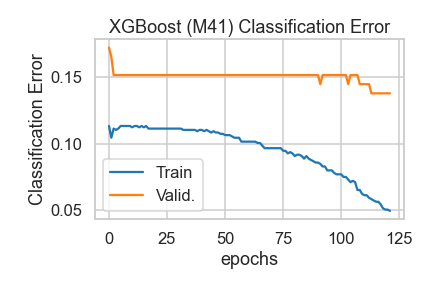 XGBoost (M41) Classification Error
Classification Error
0.15
0.10
0.05
Train
Valid.
0 25 50 75 100 125
epochs